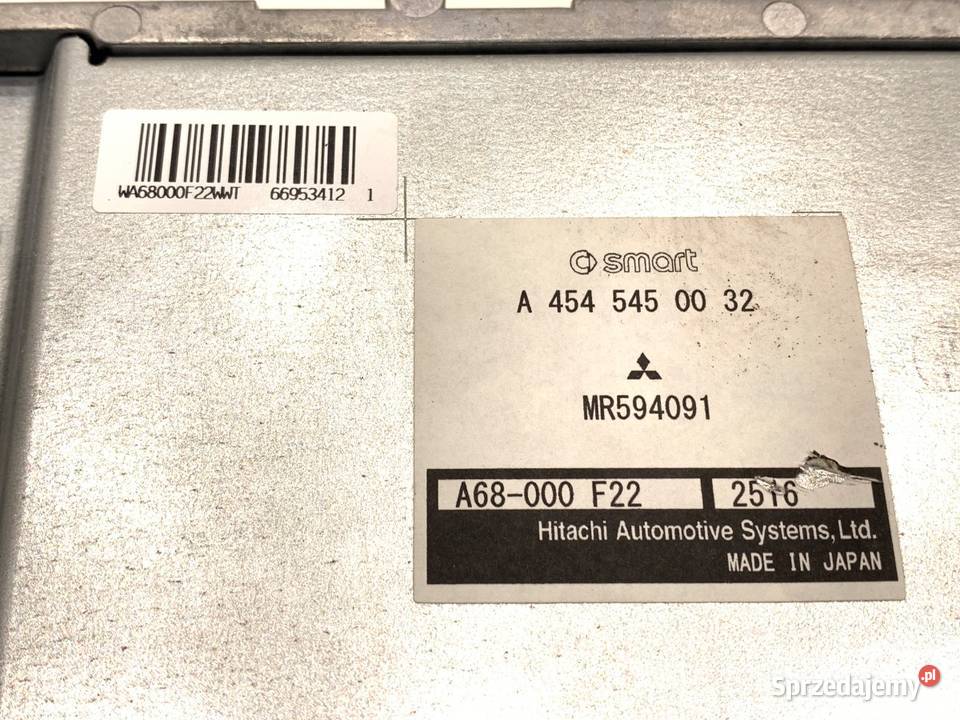 WA68000F22WWT 66953412 1
smart
A 454 545 00 32
MR594091
A68-000 F22 2516
Hitachi Automotive Systems, Ltd.
MADE IN JAPAN
Sprzedajemy.pl